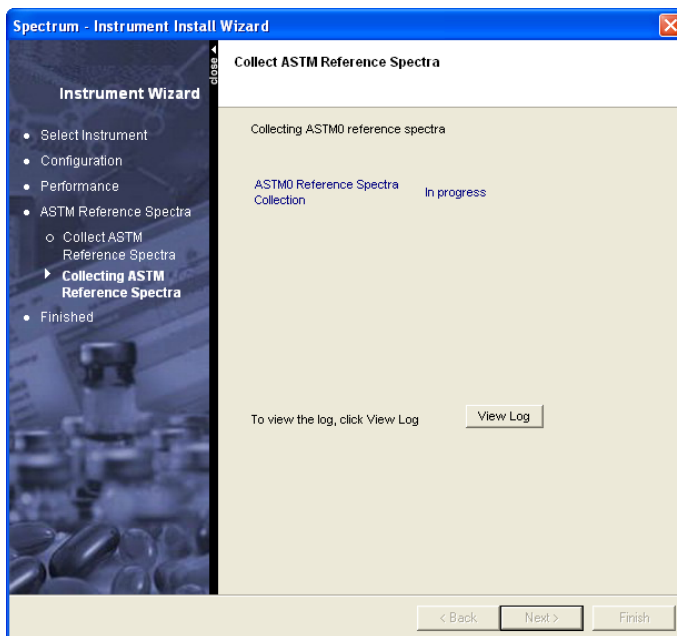 Spectrum - Instrument Install Wizard
close
Instrument Wizard
Select Instrument
Configuration
Performance
ASTM Reference Spectra
Collect ASTM
Reference Spectra
Collecting ASTM
Reference Spectra
Finished
Collect ASTM Reference Spectra
Collecting ASTM0 reference spectra
ASTM0 Reference Spectra
Collection
In progress
To view the log, click View Log
View Log
< Back
Next >
Finish